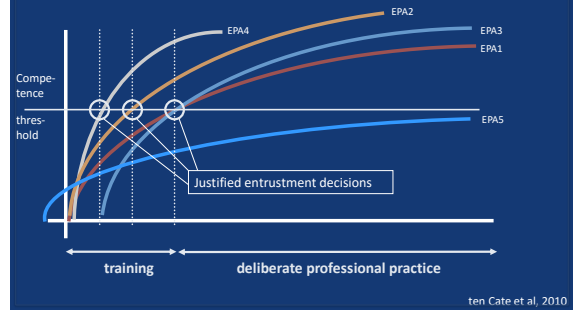 EPA2
EPA4
EPA3
EPA1
Compe-
tence
thres-
hold
EPA5
Justified entrustment decisions
training
deliberate professional practice
ten Cate et al, 2010